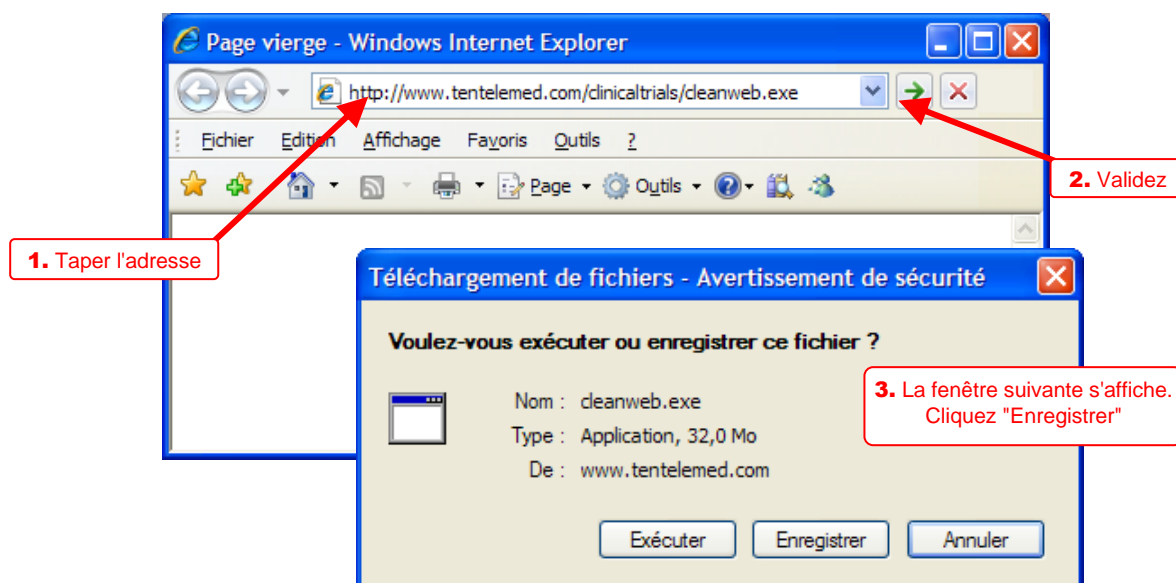 Page vierge - Windows Internet Explorer
http://www.tentelemed.com/clinicaltrials/cleanweb.exe
Fichier Edition Affichage Favoris Outils ?
Page Outils
2. Validez
1. Taper l'adresse
Téléchargement de fichiers - Avertissement de sécurité
Voulez-vous exécuter ou enregistrer ce fichier ?
3. La fenêtre suivante s'affiche.
Cliquez "Enregistrer"
Nom : cleanweb.exe
Type : Application, 32,0 Mo
De : www.tentelemed.com
Exécuter Enregistrer Annuler